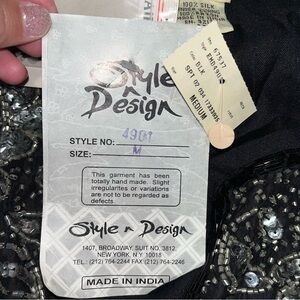 Style n
Design
STYLE NO: 4901
SIZE: M
This garment has been
totally hand made. Slight
irregularities or variations
are not to be regarded as
defects.
Style n Design
1407, BROADWAY, SUIT NO. 3812,
NEW YORK, N.Y 10018
TEL.: (212) 764-2244 FAX: (212) 764-2246
MADE IN INDIA
100% SILK
67537
BLK
MEDIUM